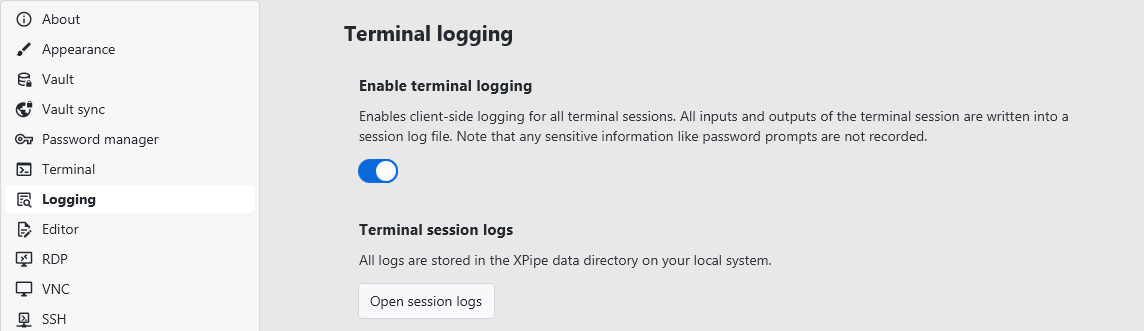 About
Appearance
Vault
Vault sync
Password manager
Terminal
Logging
Editor
RDP
VNC
SSH
Terminal logging
Enable terminal logging
Enables client-side logging for all terminal sessions. All inputs and outputs of the terminal session are written into a
session log file. Note that any sensitive information like password prompts are not recorded.
Terminal session logs
All logs are stored in the XPipe data directory on your local system.
Open session logs